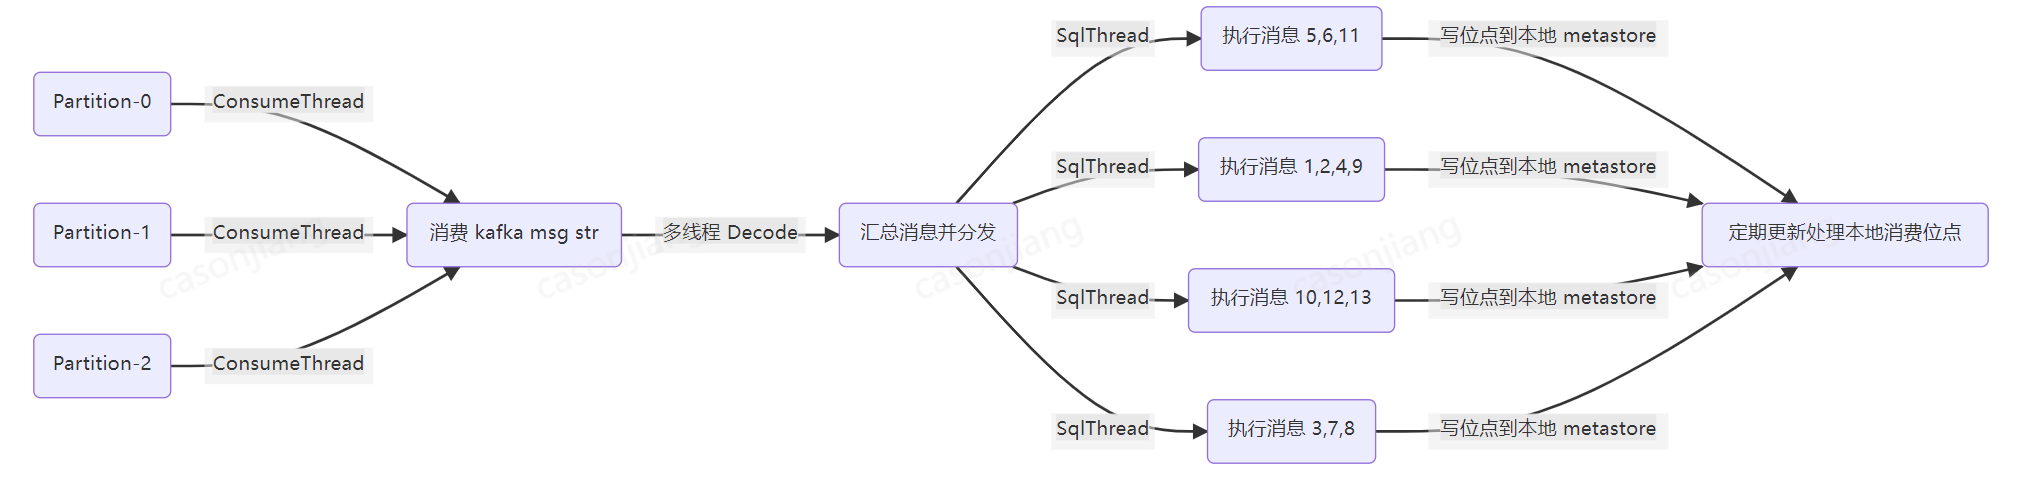 Partition-0
Partition-1
Partition-2
ConsumeThread
ConsumeThread
ConsumeThread
消费 kafka msg str
多线程 Decode
汇总消息并分发
SqlThread
SqlThread
SqlThread
SqlThread
执行消息 5,6,11
执行消息 1,2,4,9
执行消息 10,12,13
执行消息 3,7,8
写位点到本地 metastore
写位点到本地 metastore
写位点到本地 metastore
写位点到本地 metastore
定期更新处理本地消费位点
casonjiang
casonjiang
casonjiang
casonjiang
casonjiang